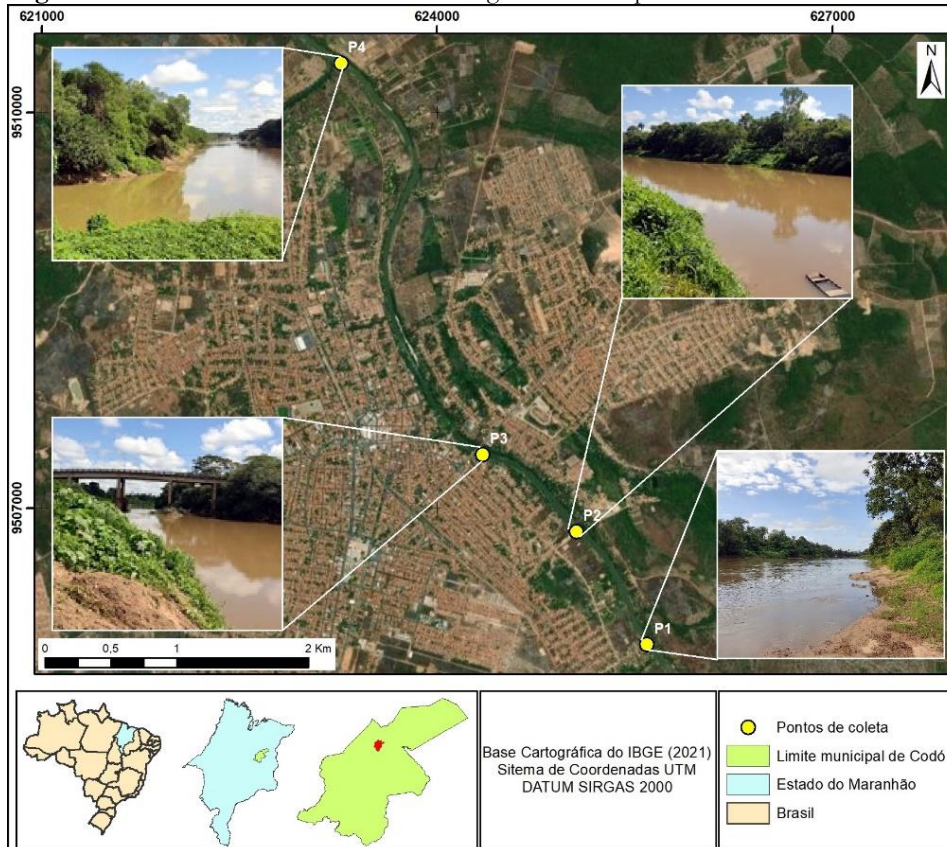 621000
624000
627000
P4
N
9510000
P3
9507000
P2
P1
0 0,5 1 2 Km
Base Cartográfica do IBGE (2021)
Sitema de Coordenadas UTM
DATUM SIRGAS 2000
Pontos de coleta
Limite municipal de Codó
Estado do Maranhão
Brasil